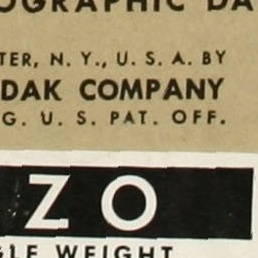 OGRAPHIC DA
TER, N. Y., U. S. A. BY
DAK COMPANY
G. U. S. PAT. OFF.
ZO
GLE WEIGHT